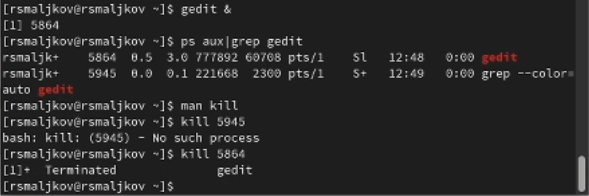 [rsmaljkov@rsmaljkov ~]$ gedit &
[1] 5864
[rsmaljkov@rsmaljkov ~]$ ps aux|grep gedit
rsmaljk+    5864  0.5  3.0 777892 60708 pts/1    Sl   12:48   0:00 gedit
rsmaljk+    5945  0.0  0.1 221668  2300 pts/1    S+   12:49   0:00 grep --color=
auto gedit
[rsmaljkov@rsmaljkov ~]$ man kill
[rsmaljkov@rsmaljkov ~]$ kill 5945
bash: kill: (5945) - No such process
[rsmaljkov@rsmaljkov ~]$ kill 5864
[1]+  Terminated              gedit
[rsmaljkov@rsmaljkov ~]$